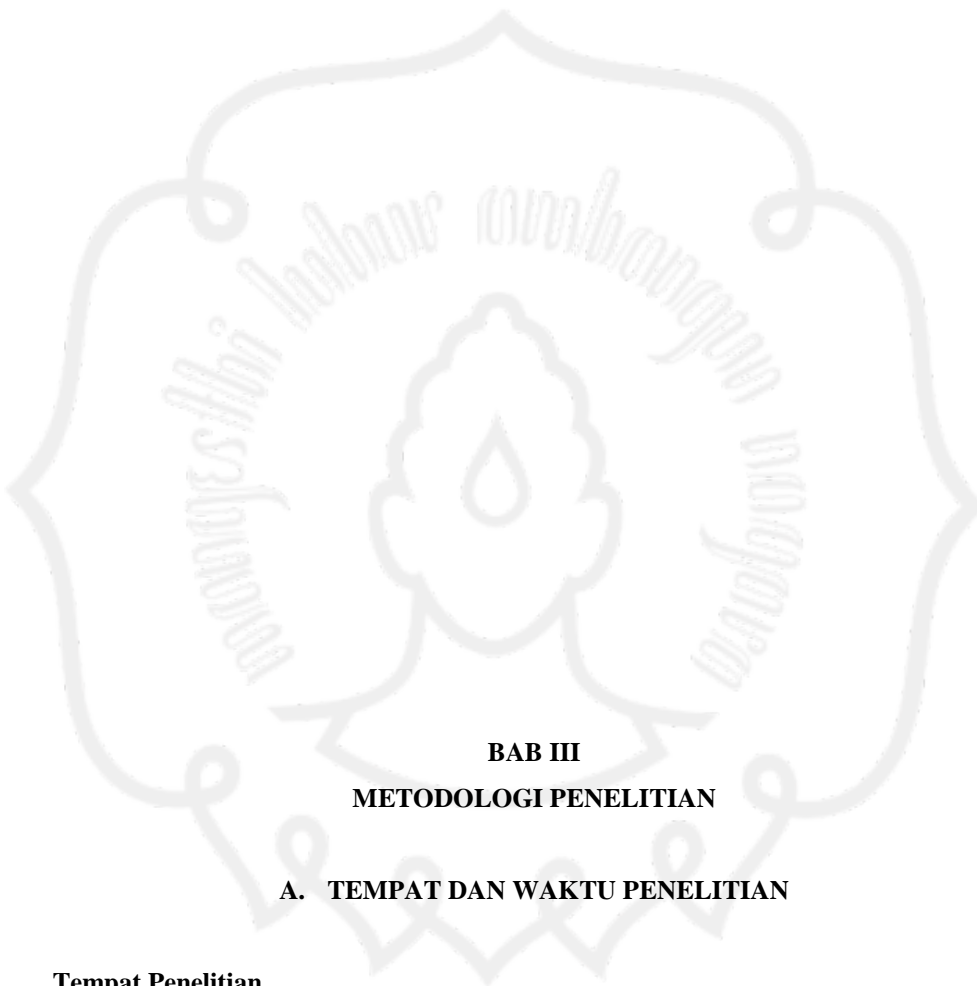 BAB III
METODOLOGI PENELITIAN
A. TEMPAT DAN WAKTU PENELITIAN
Tempat Penelitian